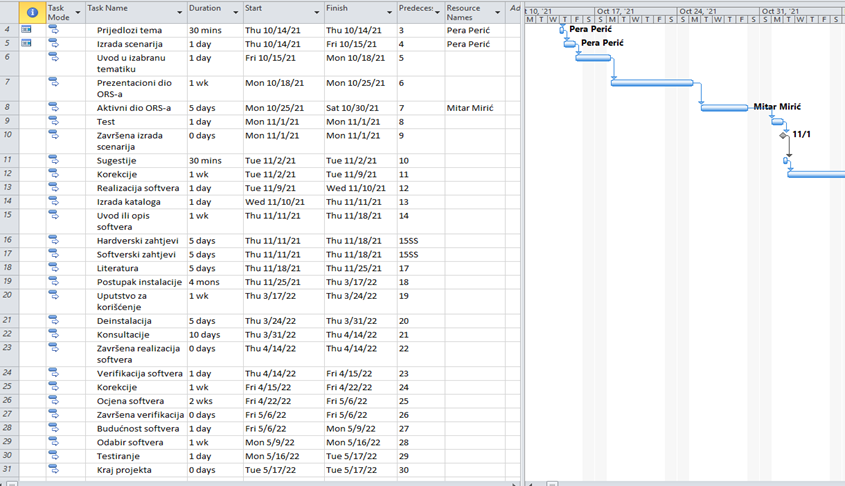 Task Mode Task Name Duration Start Finish Predeces: Resource Names Ad
4 Prijedlozi tema 30 mins Thu 10/14/21 Thu 10/14/21 3 Pera Perić
5 Izrada scenarija 1 day Thu 10/14/21 Fri 10/15/21 4 Pera Perić
6 Uvod u izabranu tematiku 1 day Fri 10/15/21 Mon 10/18/21 5
7 Prezentacioni dio ORS-a 1 wk Mon 10/18/21 Mon 10/25/21 6
8 Aktivni dio ORS-a 5 days Mon 10/25/21 Sat 10/30/21 7 Mitar Mirić
9 Test 1 day Mon 11/1/21 Mon 11/1/21 8
10 Završena izrada scenarija 0 days Mon 11/1/21 Mon 11/1/21 9
11 Sugestije 30 mins Tue 11/2/21 Tue 11/2/21 10
12 Korekcije 1 wk Tue 11/2/21 Tue 11/9/21 11
13 Realizacija softvera 1 day Tue 11/9/21 Wed 11/10/21 12
14 Izrada kataloga 1 day Wed 11/10/21 Thu 11/11/21 13
15 Uvod ili opis softvera 1 wk Thu 11/11/21 Thu 11/18/21 14
16 Hardverski zahtjevi 5 days Thu 11/11/21 Thu 11/18/21 15SS
17 Softverski zahtjevi 5 days Thu 11/11/21 Thu 11/18/21 15SS
18 Literatura 5 days Thu 11/18/21 Thu 11/25/21 17
19 Postupak instalacije 4 mons Thu 11/25/21 Thu 3/17/22 18
20 Uputstvo za korišćenje 1 wk Thu 3/17/22 Thu 3/24/22 19
21 Deinstalacija 5 days Thu 3/24/22 Thu 3/31/22 20
22 Konsultacije 10 days Thu 3/31/22 Thu 4/14/22 21
23 Završena realizacija softvera 0 days Thu 4/14/22 Thu 4/14/22 22
24 Verifikacija softvera 1 day Thu 4/14/22 Fri 4/15/22 23
25 Korekcije 1 wk Fri 4/15/22 Fri 4/22/22 24
26 Ocjena softvera 2 wks Fri 4/22/22 Fri 5/6/22 25
27 Završena verifikacija 0 days Fri 5/6/22 Fri 5/6/22 26
28 Budućnost softvera 1 day Fri 5/6/22 Mon 5/9/22 27
29 Odabir softvera 1 wk Mon 5/9/22 Mon 5/16/22 28
30 Testiranje 1 day Mon 5/16/22 Tue 5/17/22 29
31 Kraj projekta 0 days Tue 5/17/22 Tue 5/17/22 30
t 10, '21 Oct 17, '21 Oct 24, '21 Oct 31, '21
M T W T F S S M T W T F S S M T W T F S S M T W T F S
Pera Perić
Pera Perić
Mitar Mirić
11/1